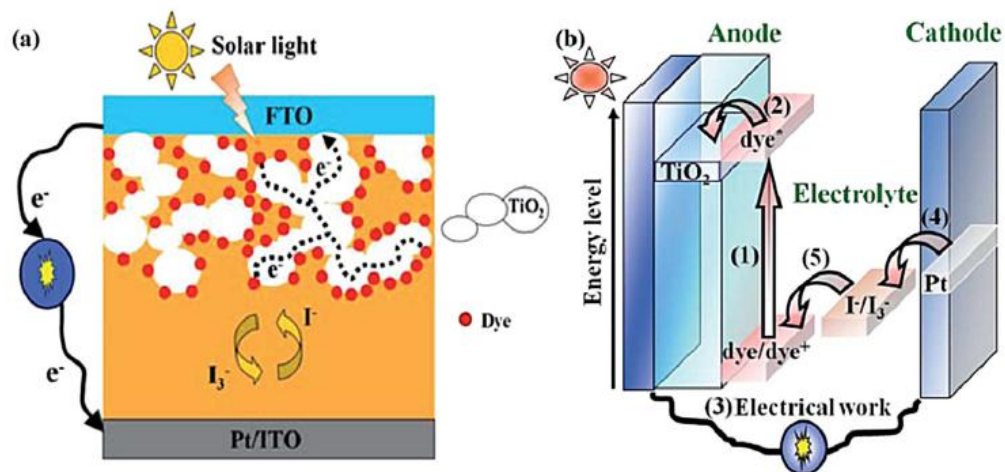 (a)
Solar light
FTO
e-
e-
e-
TiO2
Dye
I-
I3-
e-
Pt/ITO
(b)
Anode
Cathode
(2)
dye*
TiO2
Electrolyte
Energy level
(1)
(5)
(4)
Pt
I-/I3-
dye/dye+
(3) Electrical work